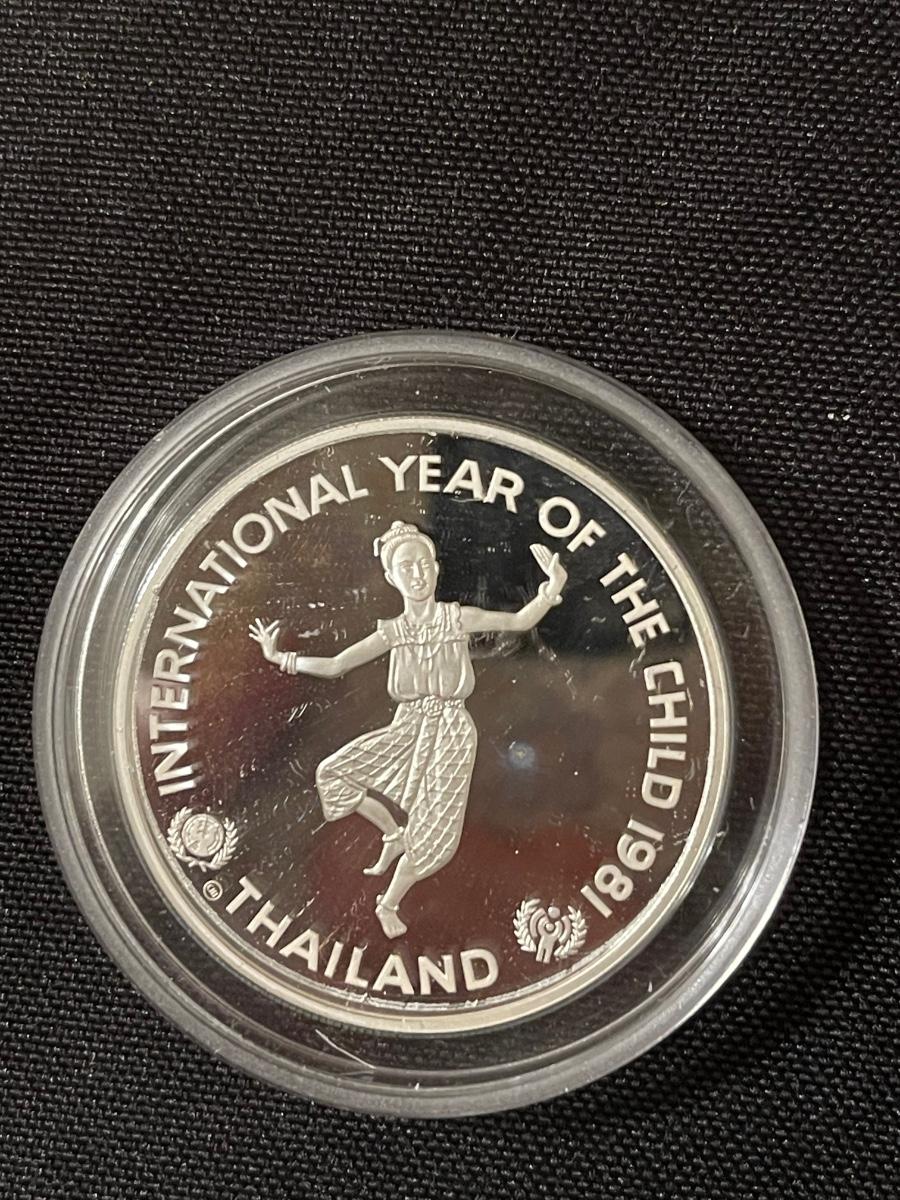 INTERNATIONAL YEAR OF THE CHILD 1981
THAILAND